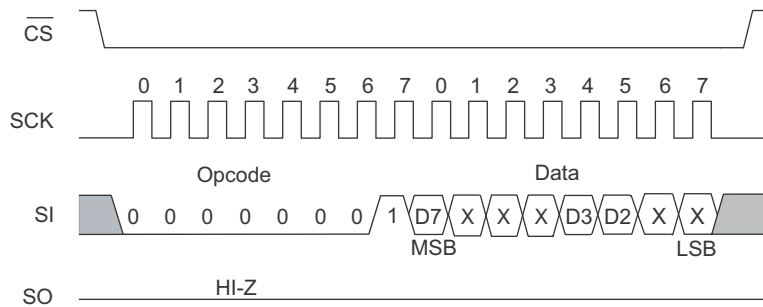 CS
0 1 2 3 4 5 6 7 0 1 2 3 4 5 6 7
SCK
Opcode Data
SI 0 0 0 0 0 0 0 1 D7 X X X D3 D2 X X
MSB LSB
HI-Z
SO